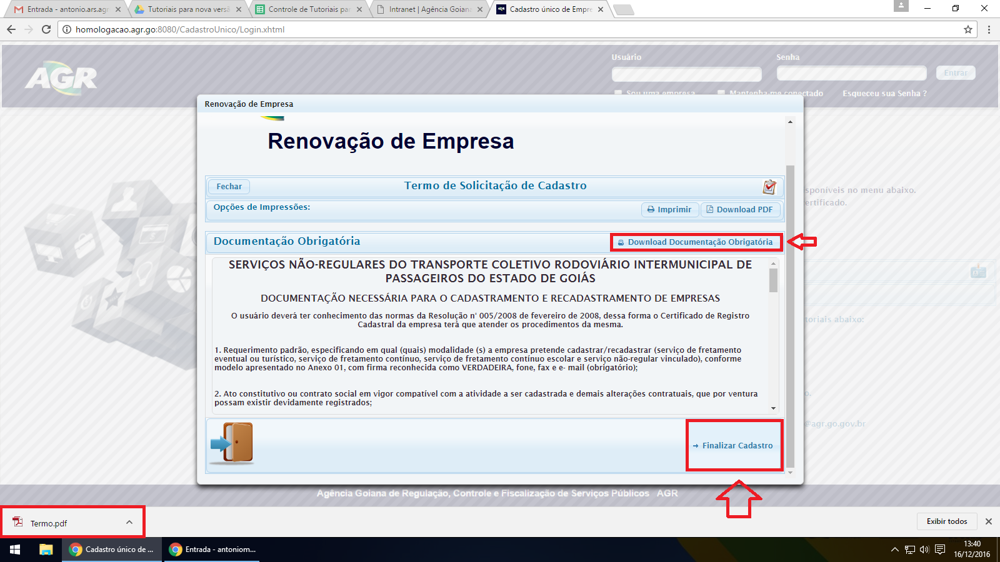 Entrada - antonio.ars.agr
Tutoriais para nova versã
Controle de Tutoriais pa
Intranet | Agência Goian
Cadastro único de Empre
homologacao.agr.go:8080/CadastroUnico/Login.xhtml
AGR
Usuário
Senha
Entrar
Sou uma empresa
Mantenha-me conectado
Esqueceu sua Senha ?
Renovação de Empresa
Renovação de Empresa
Fechar
Termo de Solicitação de Cadastro
Opções de Impressões:
Imprimir
Download PDF
Documentação Obrigatória
Download Documentação Obrigatória
SERVIÇOS NÃO-REGULARES DO TRANSPORTE COLETIVO RODOVIÁRIO INTERMUNICIPAL DE
PASSAGEIROS DO ESTADO DE GOIÁS
DOCUMENTAÇÃO NECESSÁRIA PARA O CADASTRAMENTO E RECADASTRAMENTO DE EMPRESAS
O usuário deverá ter conhecimento das normas da Resolução n° 005/2008 de fevereiro de 2008, dessa forma o Certificado de Registro
Cadastral da empresa terá que atender os procedimentos da mesma.
1. Requerimento padrão, especificando em qual (quais) modalidade (s) a empresa pretende cadastrar/recadastrar (serviço de fretamento
eventual ou turístico, serviço de fretamento contínuo, serviço de fretamento contínuo escolar e serviço não-regular vinculado), conforme
modelo apresentado no Anexo 01, com firma reconhecida como VERDADEIRA, fone, fax e e- mail (obrigatório);
2. Ato constitutivo ou contrato social em vigor compatível com a atividade a ser cadastrada e demais alterações contratuais, que por ventura
possam existir devidamente registrados;
Finalizar Cadastro
sponíveis no menu abaixo.
ertificado.
toriais abaixo:
o.
@agr.go.gov.br
Agência Goiana de Regulação, Controle e Fiscalização de Serviços Públicos AGR
Termo.pdf
Exibir todos
Cadastro único de ...
Entrada - antoniom...
13:40
16/12/2016